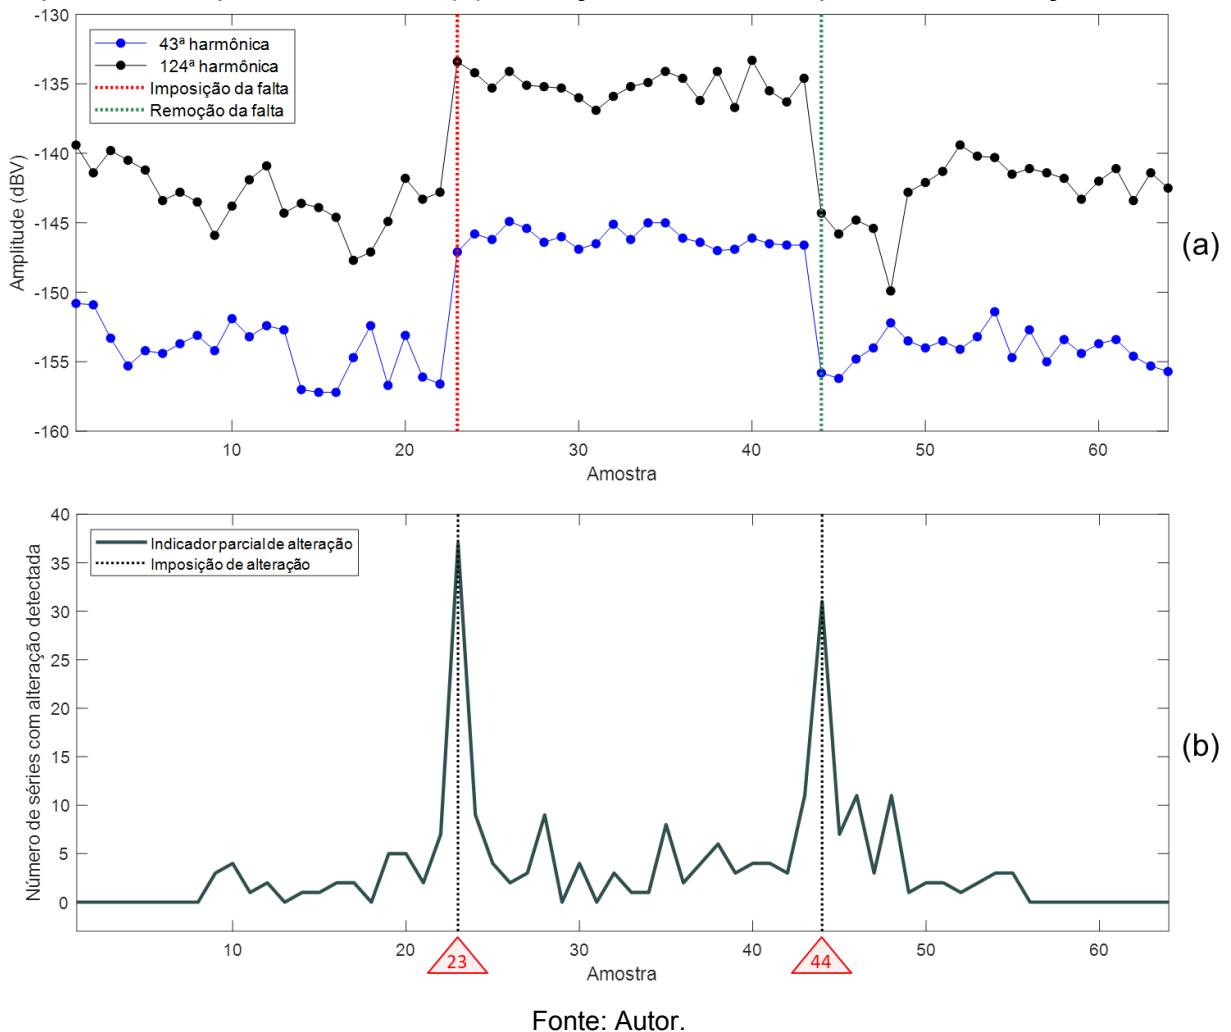 -130
-135
-140
-145
-150
-155
-160
Amplitude (dBV)
43ª harmônica
124ª harmônica
Imposição da falta
Remoção da falta
10
20
30
40
50
60
Amostra
(a)
40
35
30
25
20
15
10
5
0
Número de séries com alteração detectada
Indicador parcial de alteração
Imposição de alteração
10
20
30
40
50
60
23
44
Amostra
(b)
Fonte: Autor.